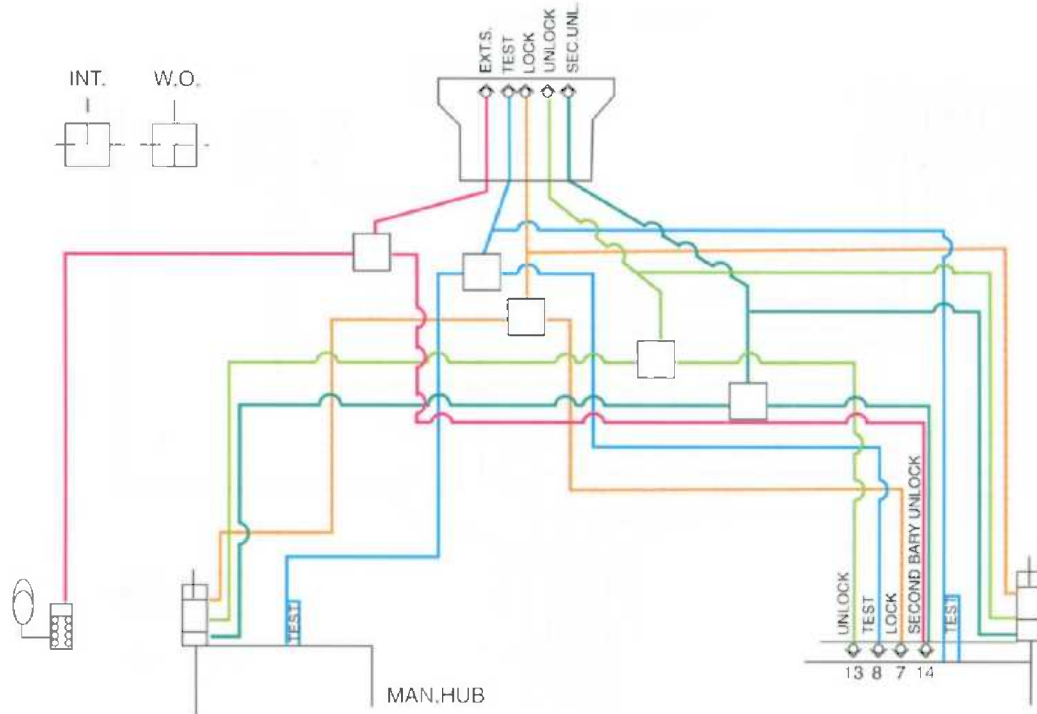 EXT.S.
TEST
LOCK
UNLOCK
SEC.UNL.
INT.
W.O.
TEST
MAN.HUB
UNLOCK
TEST
LOCK
SECOND BARY UNLOCK
TEST
13 8 7 14